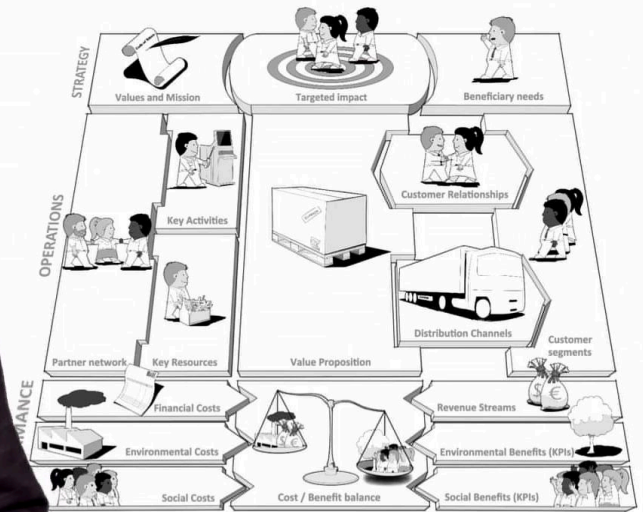 STRATEGY
Values and Mission
Targeted impact
Beneficiary needs
OPERATIONS
Key Activities
Customer Relationships
Distribution Channels
Customer
segments
Partner network
Key Resources
Value Proposition
MANCE
Financial Costs
$ €
Revenue Streams
Environmental Costs
Environmental Benefits (KPIs)
Social Costs
Cost / Benefit balance
Social Benefits (KPIs)